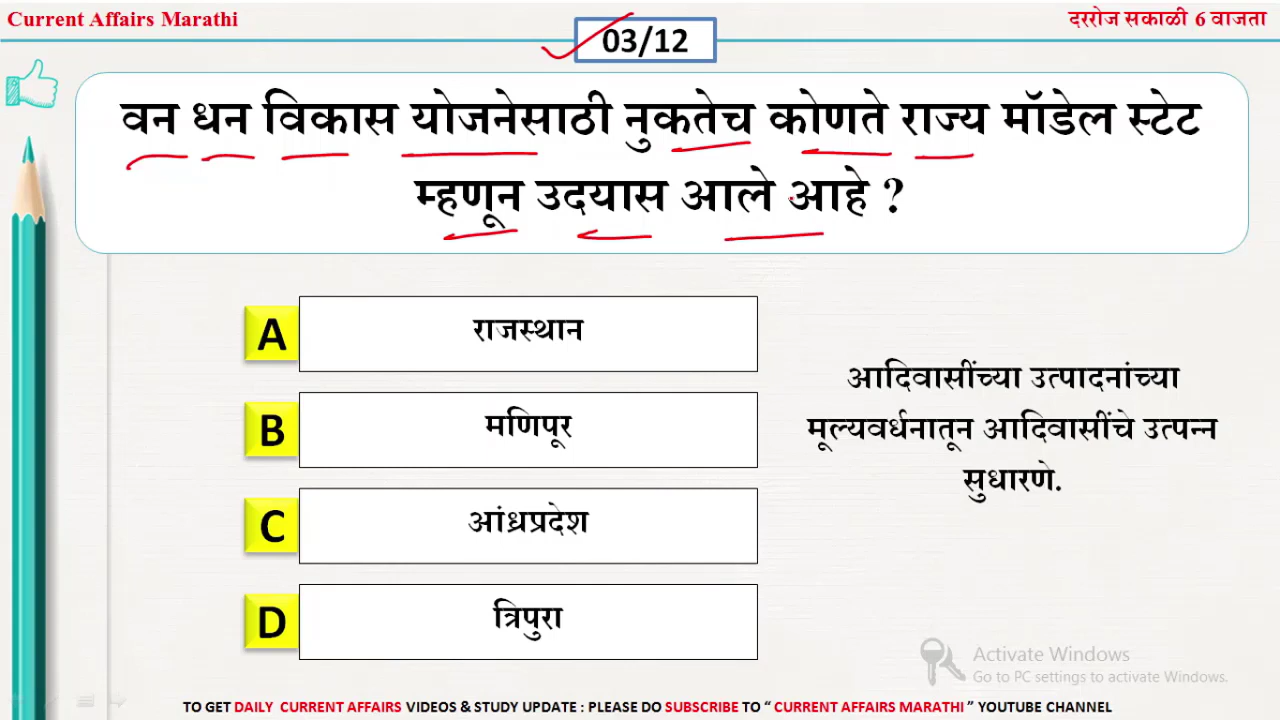 Current Affairs Marathi
दररोज सकाळी 6 वाजता
03/12
वन धन विकास योजनेसाठी नुकतेच कोणते राज्य मॉडेल स्टेट
म्हणून उदयास आले आहे ?
A राजस्थान
B मणिपूर
C आंध्रप्रदेश
D त्रिपुरा
आदिवासींच्या उत्पादनांच्या
मूल्यवर्धनातून आदिवासींचे उत्पन्न
सुधारणे.
Activate Windows
Go to PC settings to activate Windows.
TO GET DAILY CURRENT AFFAIRS VIDEOS & STUDY UPDATE : PLEASE DO SUBSCRIBE TO “ CURRENT AFFAIRS MARATHI ” YOUTUBE CHANNEL